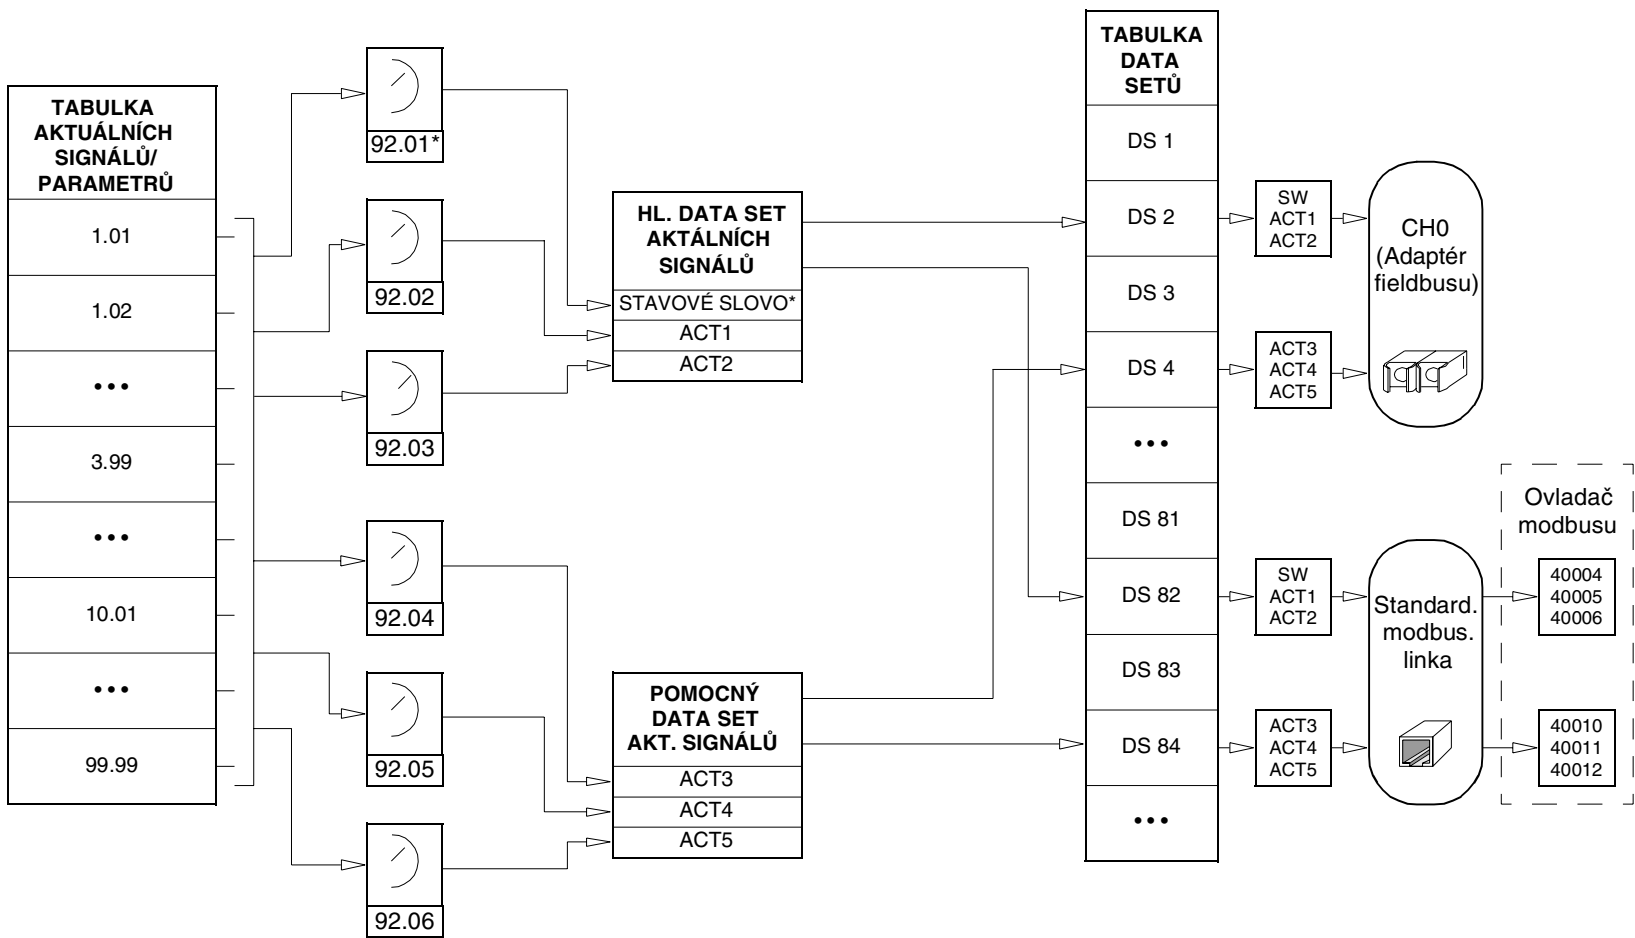 TABULKA
AKTUÁLNÍCH
SIGNÁLŮ/
PARAMETRŮ
1.01
1.02
•••
3.99
•••
10.01
•••
99.99
92.01*
92.02
92.03
92.04
92.05
92.06
HL. DATA SET
AKTÁLNÍCH
SIGNÁLŮ
STAVOVÉ SLOVO*
ACT1
ACT2
POMOCNÝ
DATA SET
AKT. SIGNÁLŮ
ACT3
ACT4
ACT5
TABULKA
DATA
SETŮ
DS 1
DS 2
DS 3
DS 4
•••
DS 81
DS 82
DS 83
DS 84
•••
SW
ACT1
ACT2
ACT3
ACT4
ACT5
SW
ACT1
ACT2
ACT3
ACT4
ACT5
CH0
(Adaptér
fieldbusu)
Standard.
modbus.
linka
Ovladač
modbusu
40004
40005
40006
40010
40011
40012